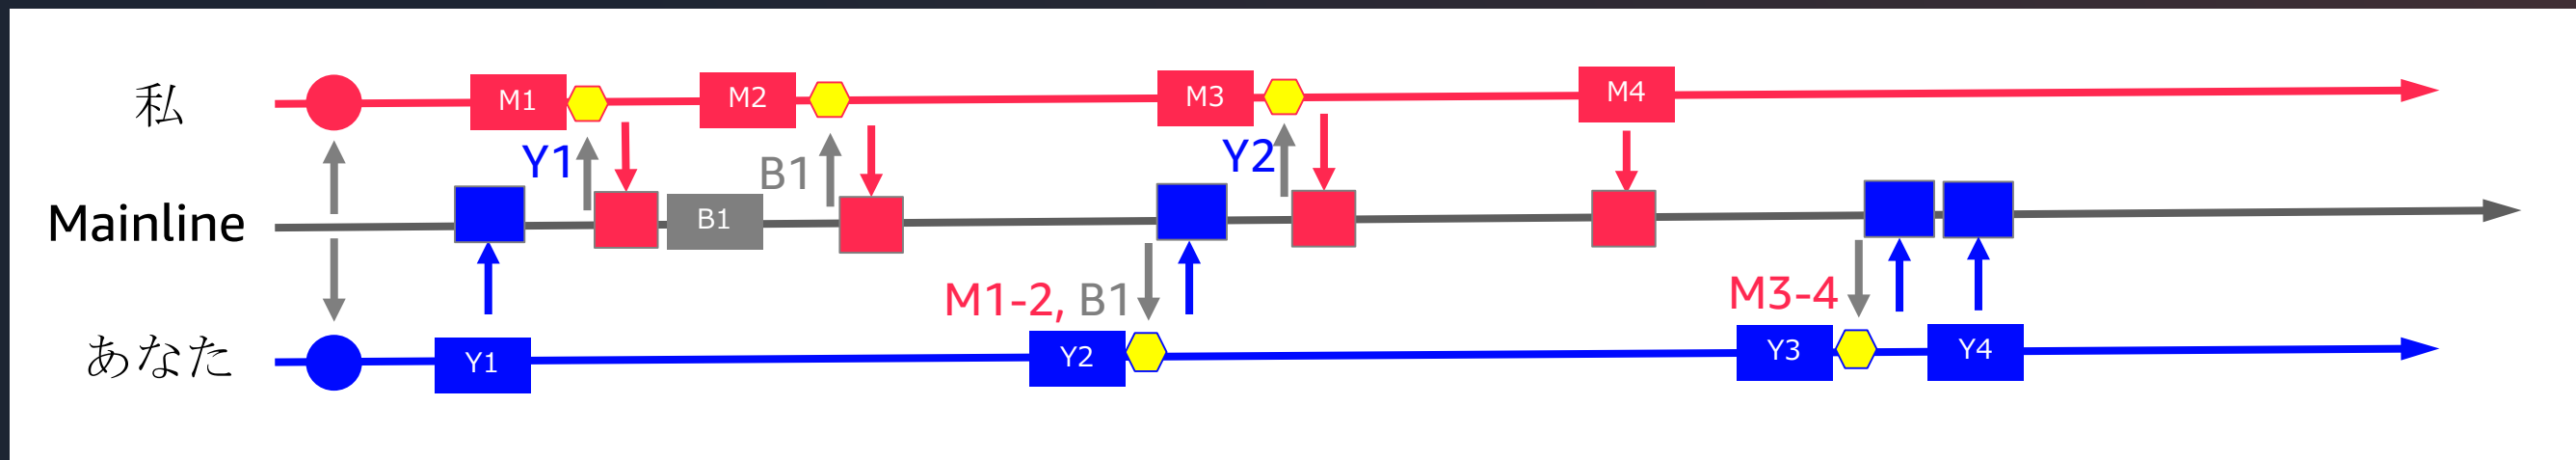 私
M1
M2
M3
M4
Y1
B1
Y2
Mainline
B1
M1-2, B1
M3-4
あなた
Y1
Y2
Y3
Y4